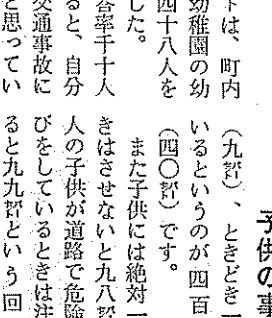 トは、町内
幼稚園の幼
四十八人を
した。
答率千十人
ると、自分
交通事故に
と思ってい
子供の事
（九㌫）、ときどき一
いるというのが四百
（四〇㌫）です。
また子供には絶対一
きはさせないと九八㌫
人の子供が道路で危険
びをしているときは注
ると九九㌫という回